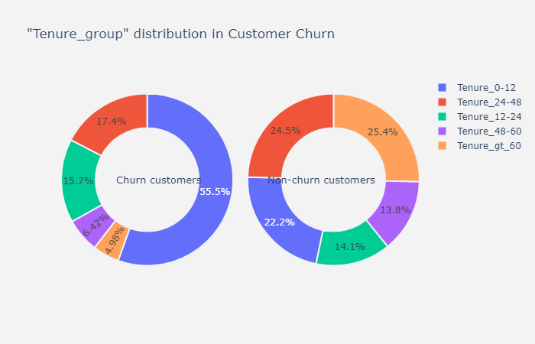 "Tenure_group" distribution in Customer Churn
Tenure_0-12
Tenure_24-48
Tenure_12-24
Tenure_48-60
Tenure_gt_60
17.4%
15.7%
6.42%
4.98%
55.5%
Churn customers
24.5%
25.4%
22.2%
13.8%
14.1%
Non-churn customers